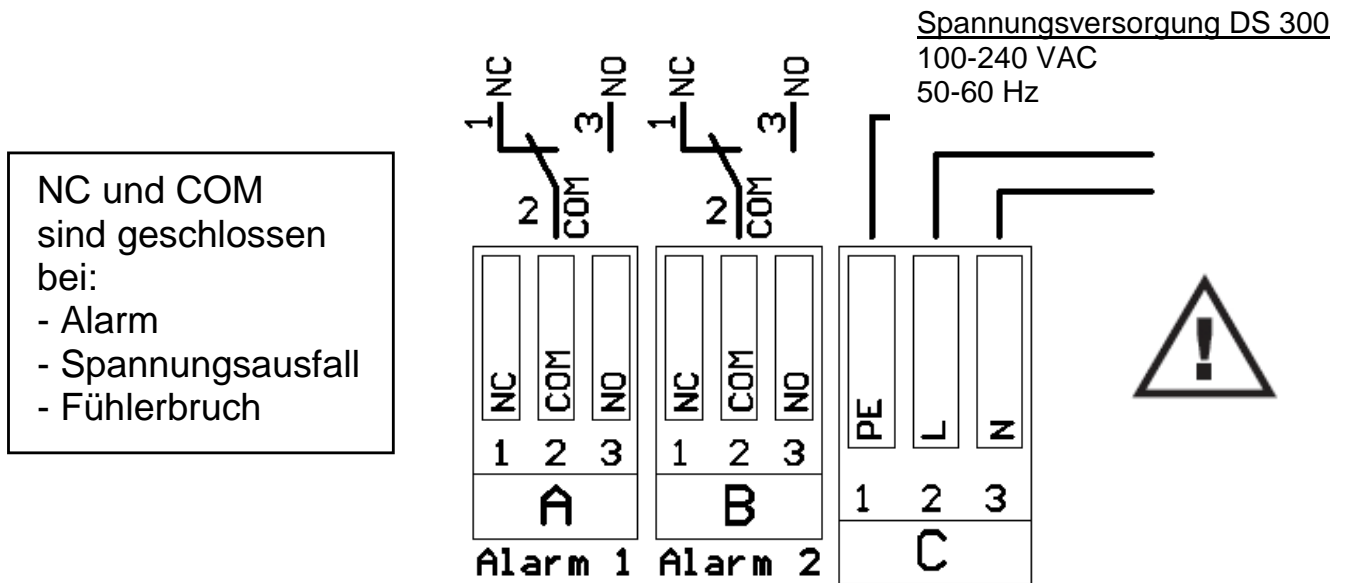 Spannungsversorgung DS 300
100-240 VAC
50-60 Hz
NC und COM
sind geschlossen
bei:
- Alarm
- Spannungsausfall
- Fühlerbruch
1 NC 3 NO 1 NC 3 NO
2 COM 2 COM
NC COM NO NC COM NO PE L N
1 2 3 1 2 3
1 2 3
A B
C
Alarm 1 Alarm 2